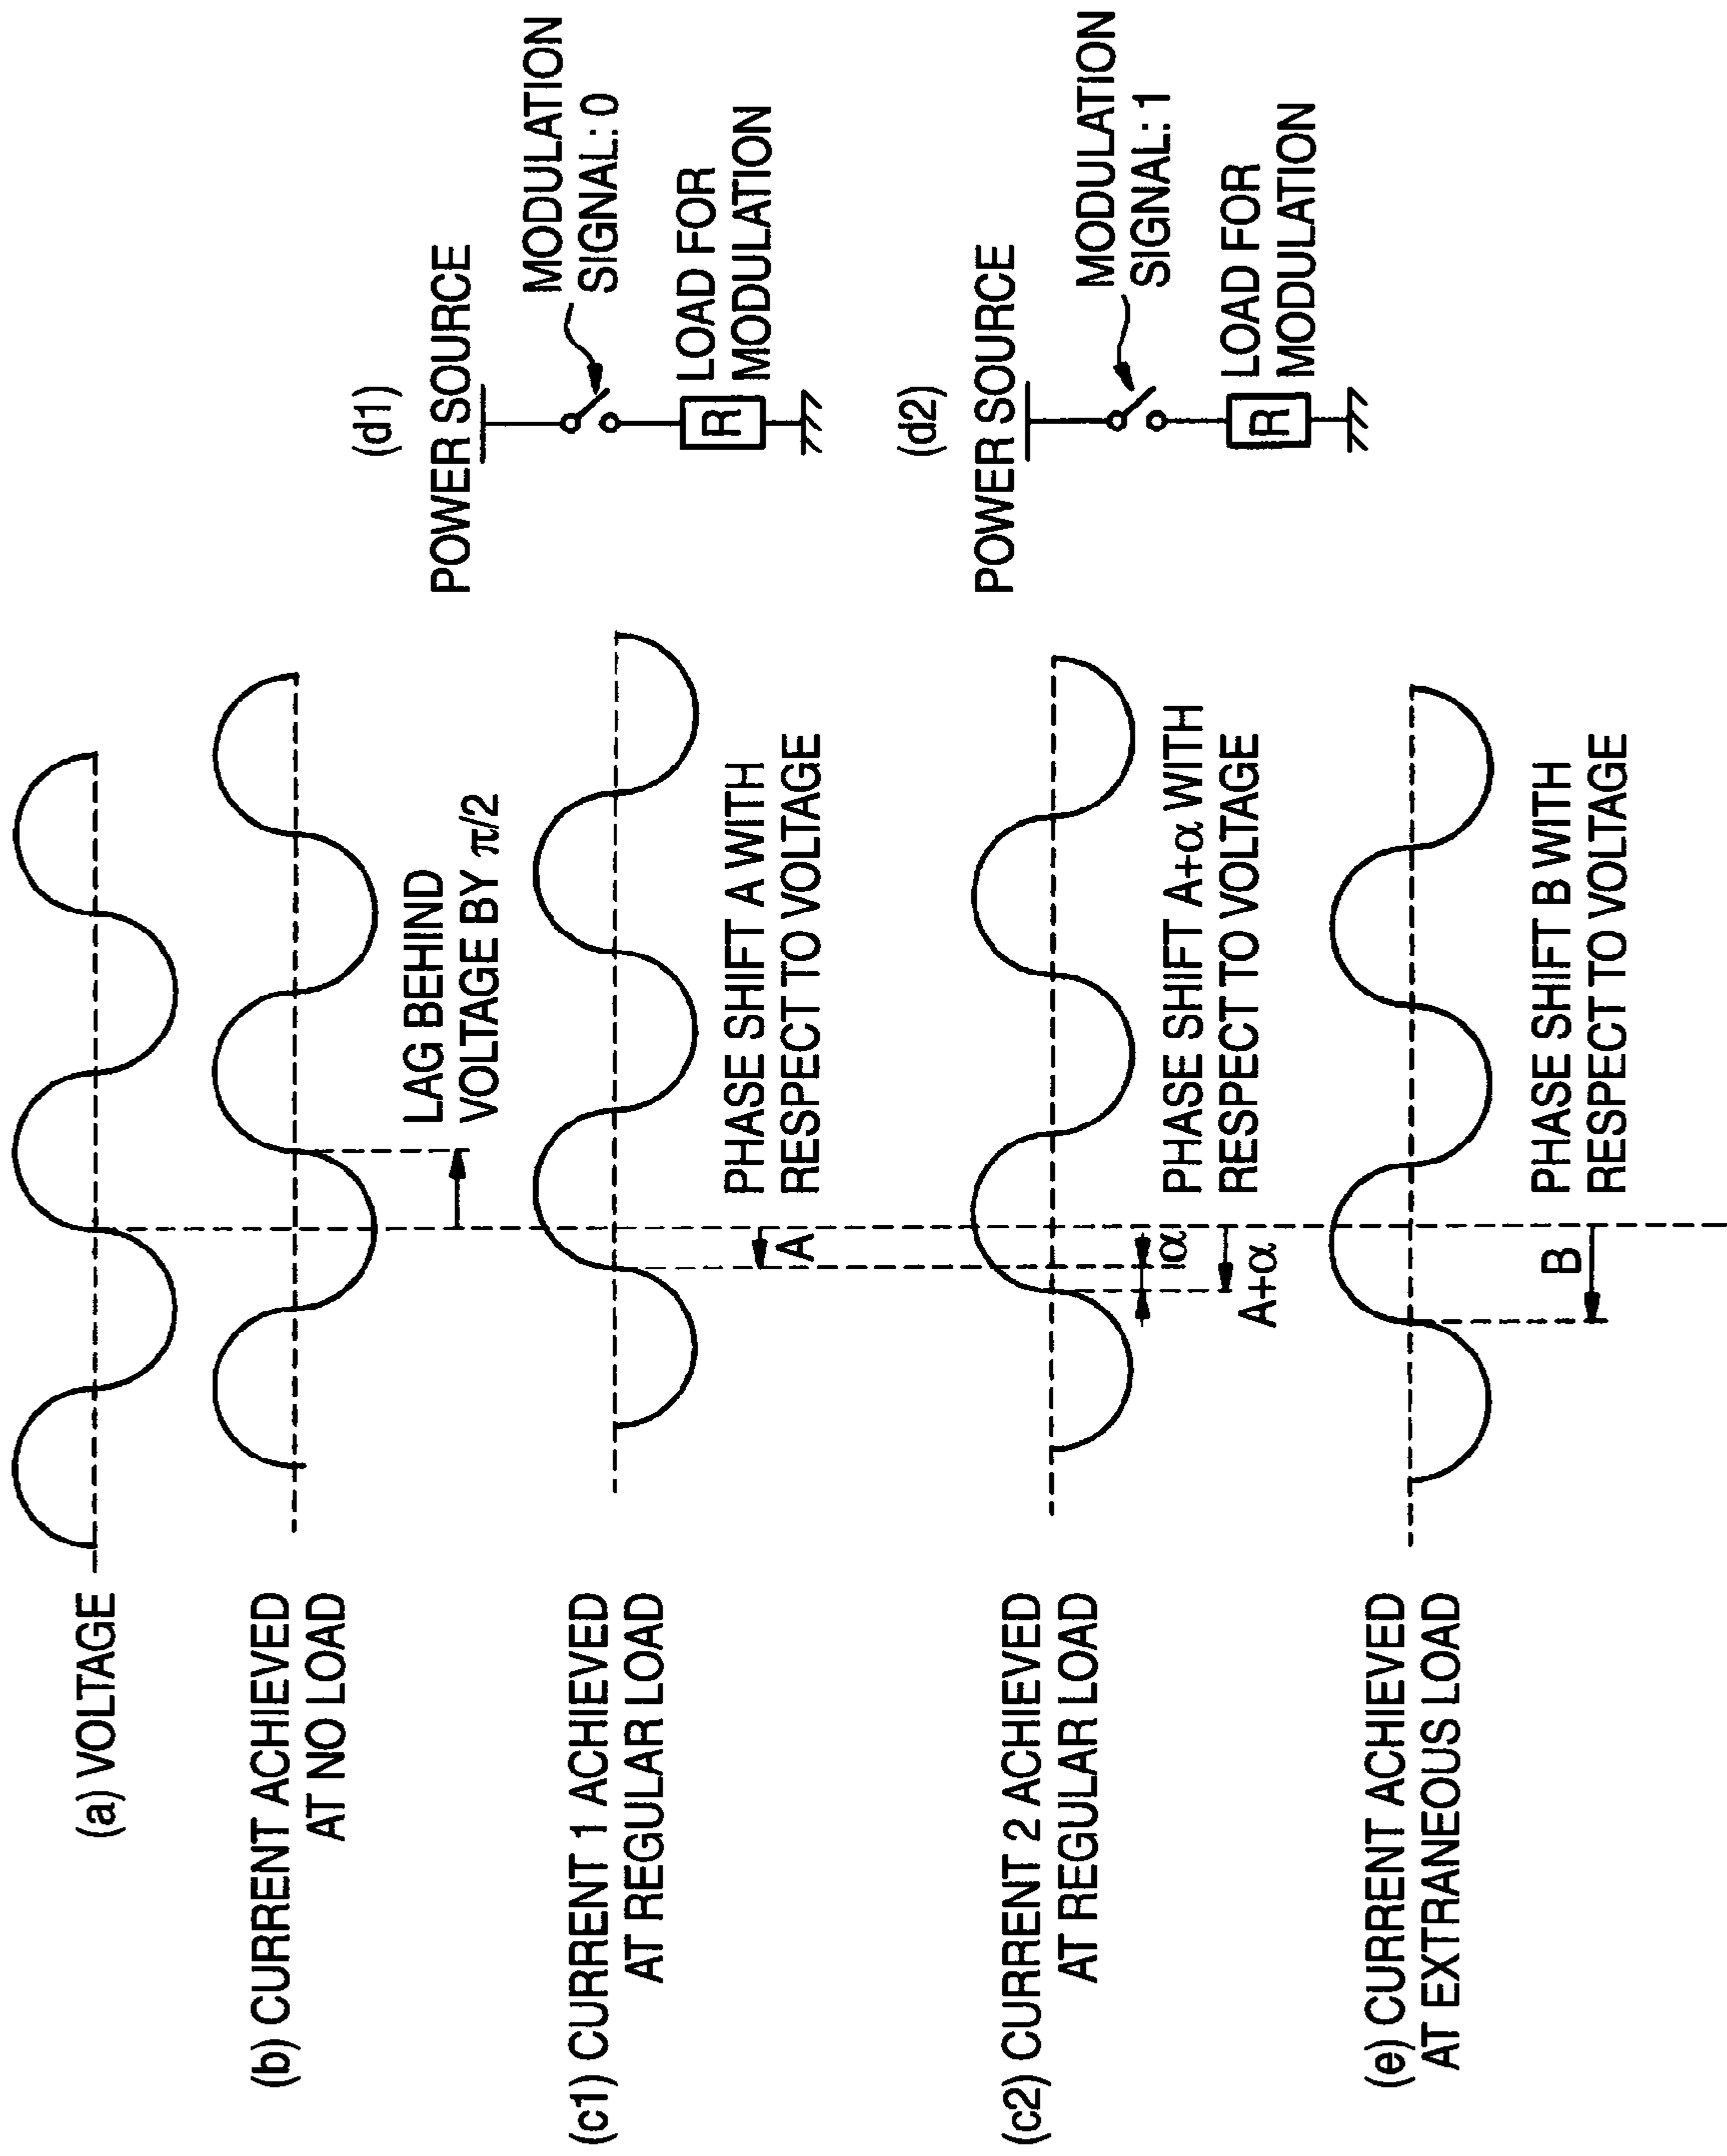 (a) VOLTAGE
(b) CURRENT ACHIEVED
AT NO LOAD
LAG BEHIND
VOLTAGE BY π/2
(c1) CURRENT 1 ACHIEVED
AT REGULAR LOAD
A
PHASE SHIFT A WITH
RESPECT TO VOLTAGE
(d1)
POWER SOURCE
MODULATION
SIGNAL: 0
R
LOAD FOR
MODULATION
(c2) CURRENT 2 ACHIEVED
AT REGULAR LOAD
α
A+α
PHASE SHIFT A+α WITH
RESPECT TO VOLTAGE
(d2)
POWER SOURCE
MODULATION
SIGNAL: 1
R
LOAD FOR
MODULATION
(e) CURRENT ACHIEVED
AT EXTRANEOUS LOAD
B
PHASE SHIFT B WITH
RESPECT TO VOLTAGE